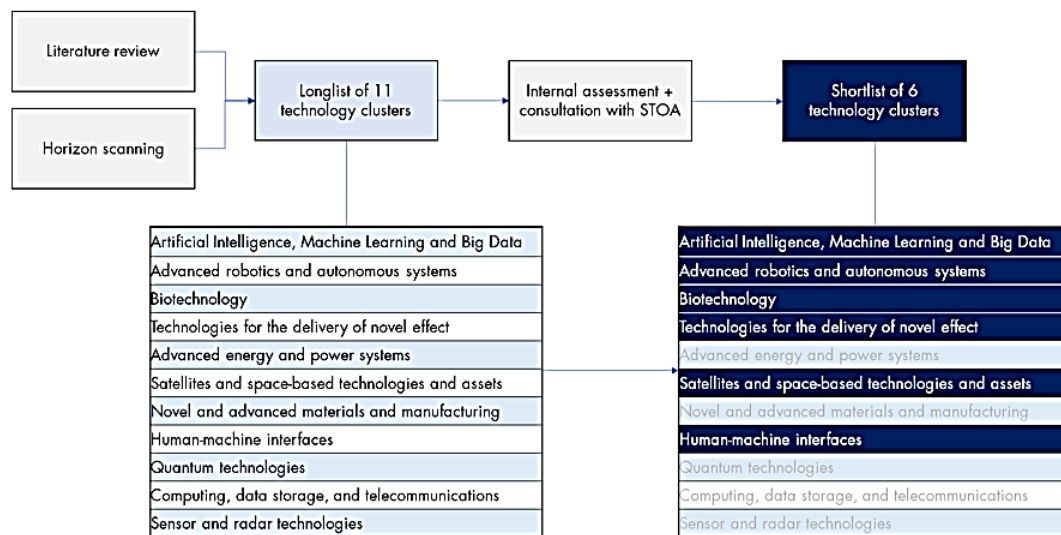 Literature review
Horizon scanning
Longlist of 11
technology clusters
Internal assessment +
consultation with STOA
Shortlist of 6
technology clusters
Artificial Intelligence, Machine Learning and Big Data
Advanced robotics and autonomous systems
Biotechnology
Technologies for the delivery of novel effect
Advanced energy and power systems
Satellites and space-based technologies and assets
Novel and advanced materials and manufacturing
Human-machine interfaces
Quantum technologies
Computing, data storage, and telecommunications
Sensor and radar technologies
Artificial Intelligence, Machine Learning and Big Data
Advanced robotics and autonomous systems
Biotechnology
Technologies for the delivery of novel effect
Advanced energy and power systems
Satellites and space-based technologies and assets
Novel and advanced materials and manufacturing
Human-machine interfaces
Quantum technologies
Computing, data storage, and telecommunications
Sensor and radar technologies